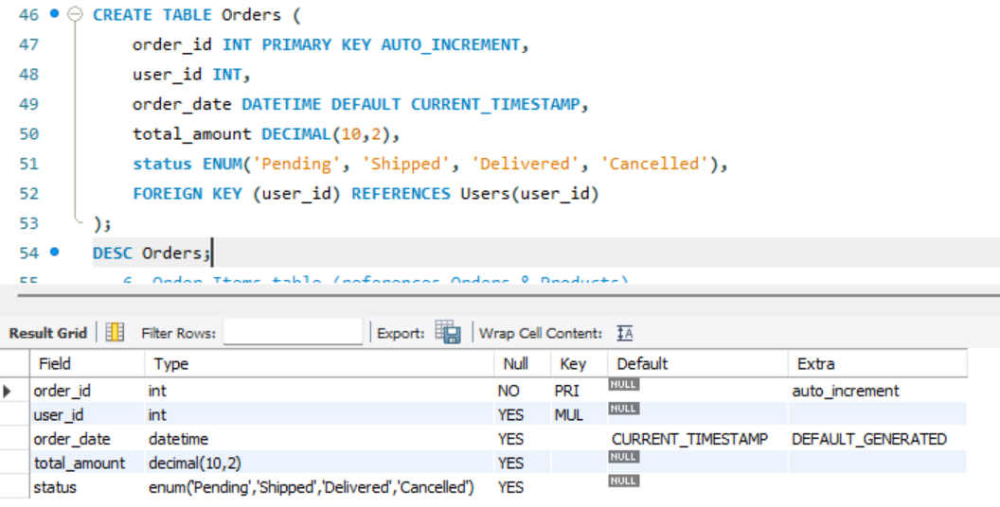 46 CREATE TABLE Orders (
47 order_id INT PRIMARY KEY AUTO_INCREMENT,
48 user_id INT,
49 order_date DATETIME DEFAULT CURRENT_TIMESTAMP,
50 total_amount DECIMAL(10,2),
51 status ENUM('Pending', 'Shipped', 'Delivered', 'Cancelled'),
52 FOREIGN KEY (user_id) REFERENCES Users(user_id)
53 );
54 DESC Orders;
55 6. Order Items table (references Orders & Products)
Result Grid Filter Rows: Export: Wrap Cell Content: IA
Field Type Null Key Default Extra
order_id int NO PRI NULL auto_increment
user_id int YES MUL NULL
order_date datetime YES CURRENT_TIMESTAMP DEFAULT_GENERATED
total_amount decimal(10,2) YES NULL
status enum('Pending','Shipped','Delivered','Cancelled') YES NULL